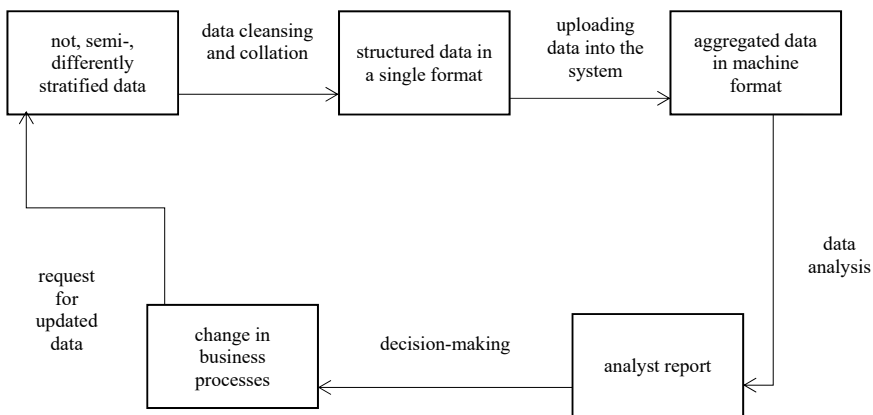 not, semi-,
differently
stratified data
data cleansing
and collation
structured data in
a single format
uploading
data into the
system
aggregated data
in machine
format
data
analysis
analyst report
decision-making
change in
business
processes
request
for
updated
data